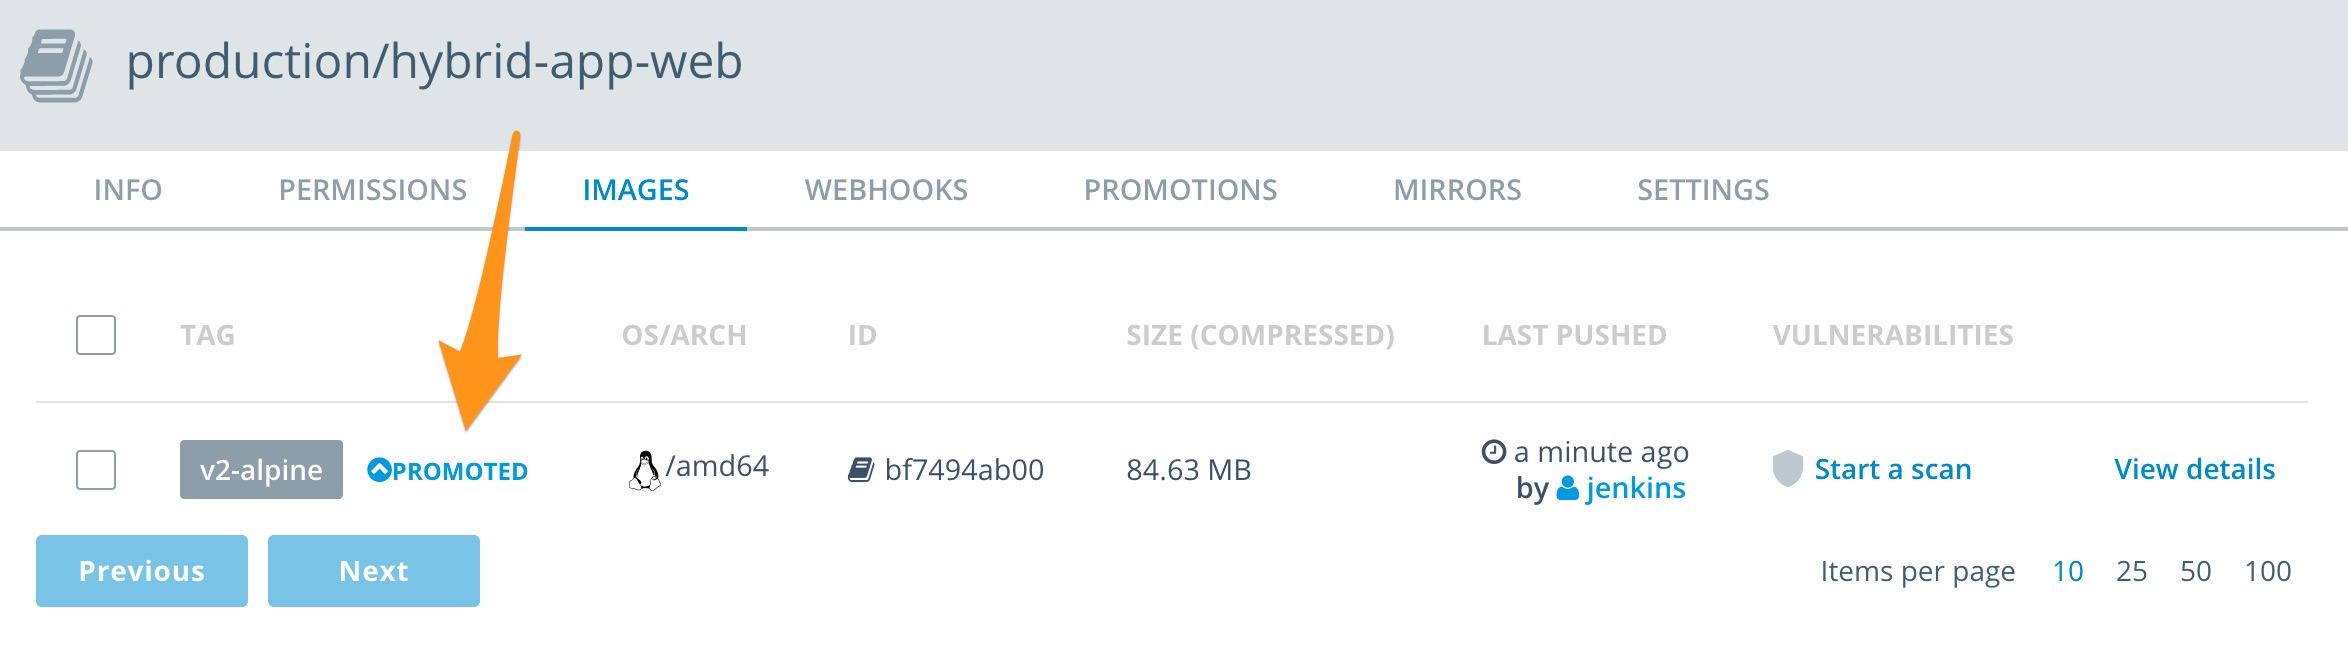 production/hybrid-app-web
INFO PERMISSIONS IMAGES WEBHOOKS PROMOTIONS MIRRORS SETTINGS
TAG OS/ARCH ID SIZE (COMPRESSED) LAST PUSHED VULNERABILITIES
v2-alpine PROMOTED /amd64 bf7494ab00 84.63 MB a minute ago Start a scan View details
by jenkins
Previous Next Items per page 10 25 50 100